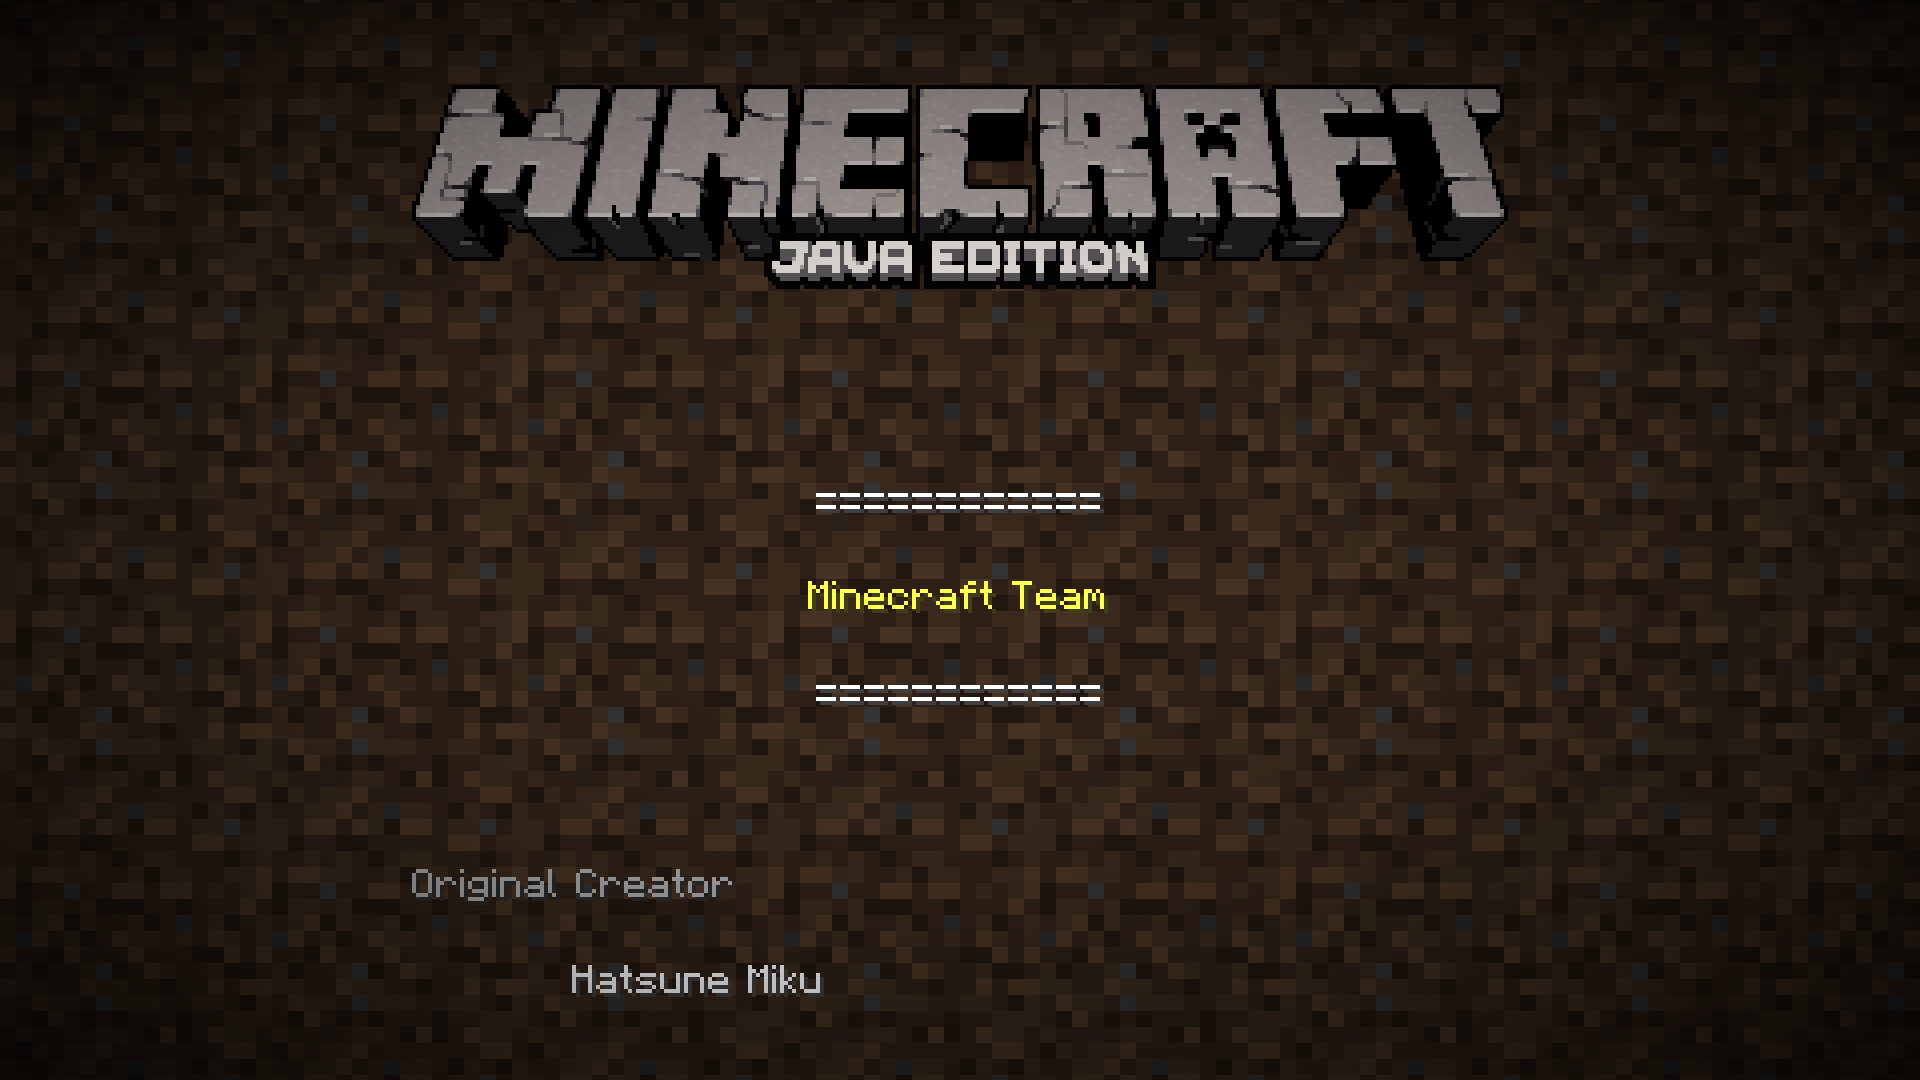 MINECRAFT
JAVA EDITION
============
Minecraft Team
============
Original Creator
Hatsune Miku